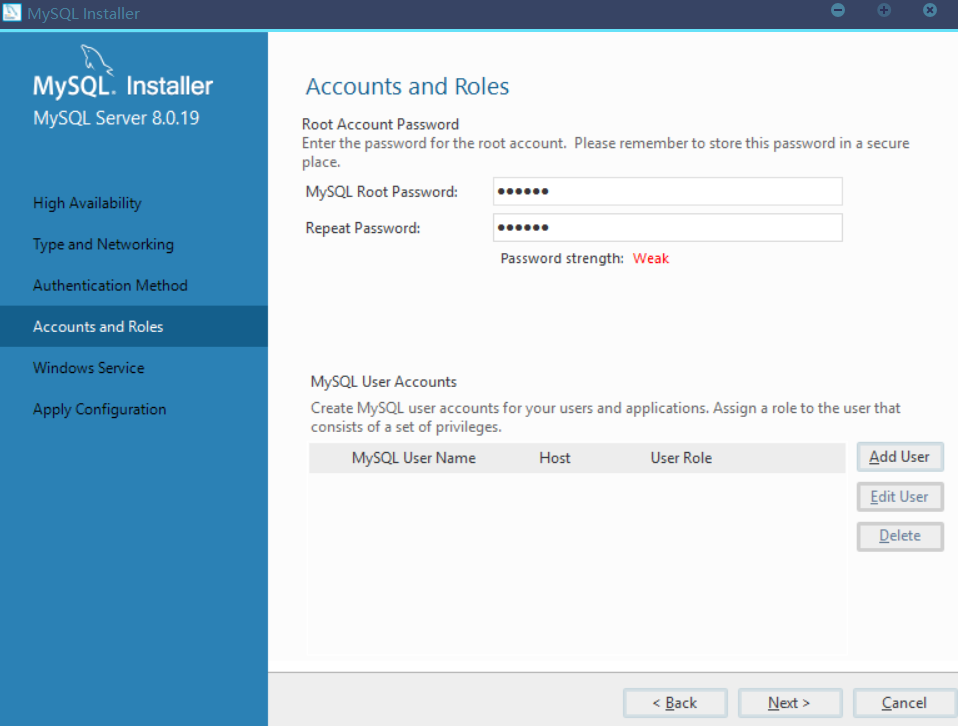 MySQL Installer
MySQL. Installer
MySQL Server 8.0.19
High Availability
Type and Networking
Authentication Method
Accounts and Roles
Windows Service
Apply Configuration
Accounts and Roles
Root Account Password
Enter the password for the root account.  Please remember to store this password in a secure
place.
MySQL Root Password: ●●●●●●
Repeat Password: ●●●●●●
Password strength: Weak
MySQL User Accounts
Create MySQL user accounts for your users and applications. Assign a role to the user that
consists of a set of privileges.
MySQL User Name Host User Role
Add User
Edit User
Delete
< Back Next > Cancel